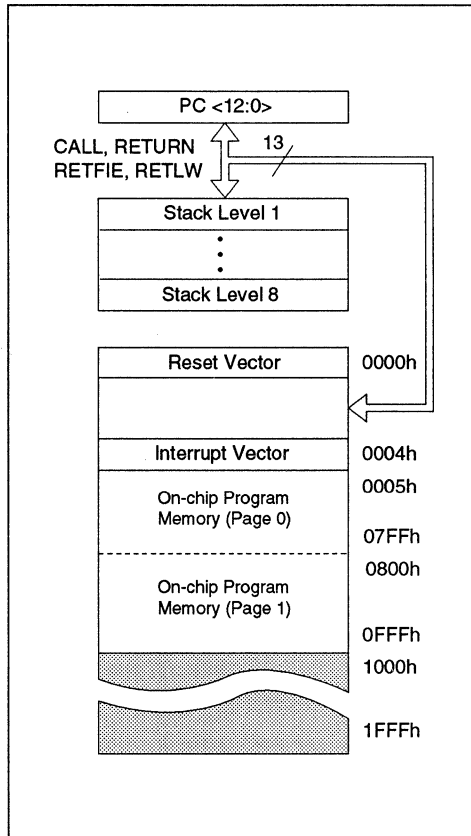 PC <12:0>
CALL, RETURN
RETFIE, RETLW
13
Stack Level 1
Stack Level 8
Reset Vector
0000h
Interrupt Vector
0004h
0005h
On-chip Program
Memory (Page 0)
07FFh
0800h
On-chip Program
Memory (Page 1)
0FFFh
1000h
1FFFh